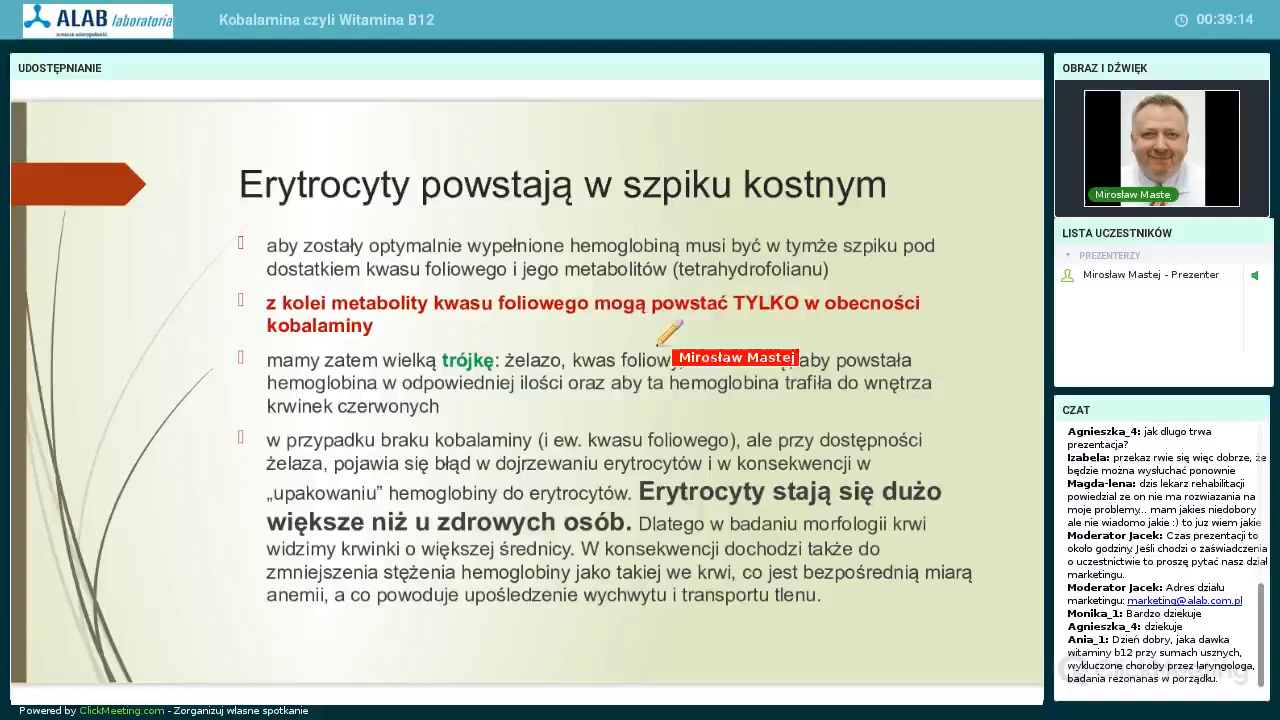 ALAB laboratoria
Kobalamina czyli Witamina B12
00:39:14
UDOSTĘPNIANIE
Erytrocyty powstają w szpiku kostnym
aby zostały optymalnie wypełnione hemoglobiną musi być w tymże szpiku pod
dostatkiem kwasu foliowego i jego metabolitów (tetrahydrofolianu)
z kolei metabolity kwasu foliowego mogą powstać TYLKO w obecności
kobalaminy
mamy zatem wielką trójkę: żelazo, kwas foliowy, aby powstała
Mirosław Mastej
hemoglobina w odpowiedniej ilości oraz aby ta hemoglobina trafiła do wnętrza
krwinek czerwonych
w przypadku braku kobalaminy (i ew. kwasu foliowego), ale przy dostępności
żelaza, pojawia się błąd w dojrzewaniu erytrocytów i w konsekwencji w
„upakowaniu” hemoglobiny do erytrocytów. Erytrocyty stają się dużo
większe niż u zdrowych osób. Dlatego w badaniu morfologii krwi
widzimy krwinki o większej średnicy. W konsekwencji dochodzi także do
zmniejszenia stężenia hemoglobiny jako takiej we krwi, co jest bezpośrednią miarą
anemii, a co powoduje upośledzenie wychwytu i transportu tlenu.
OBRAZ I DŹWIĘK
Mirosław Maste
LISTA UCZESTNIKÓW
PREZENTERZY
Mirosław Mastej - Prezenter
CZAT
Agnieszka_4: jak dlugo trwa
prezentacja?
Izabela: przekaz rwie się więc dobrze, że
będzie można wysłuchać ponownie
Magda-lena: dzis lekarz rehabilitacji
powiedzial ze on nie ma rozwiazania na
moje problemy... mam jakies niedobory
ale nie wiadomo jakie :) to juz wiem jakie
Moderator Jacek: Czas prezentacji to
około godziny. Jeśli chodzi o zaświadczenia
o uczestnictwie to proszę pytać nasz dział
marketingu.
Moderator Jacek: Adres działu
marketingu: marketing@alab.com.pl
Monika_1: Bardzo dziekuje
Agnieszka_4: dziekuje
Ania_1: Dzień dobry, jaka dawka
witaminy b12 przy sumach usznych,
wykluczone choroby przez laryngologa,
badania rezonanas w porządku.
Powered by ClickMeeting.com - Zorganizuj własne spotkanie